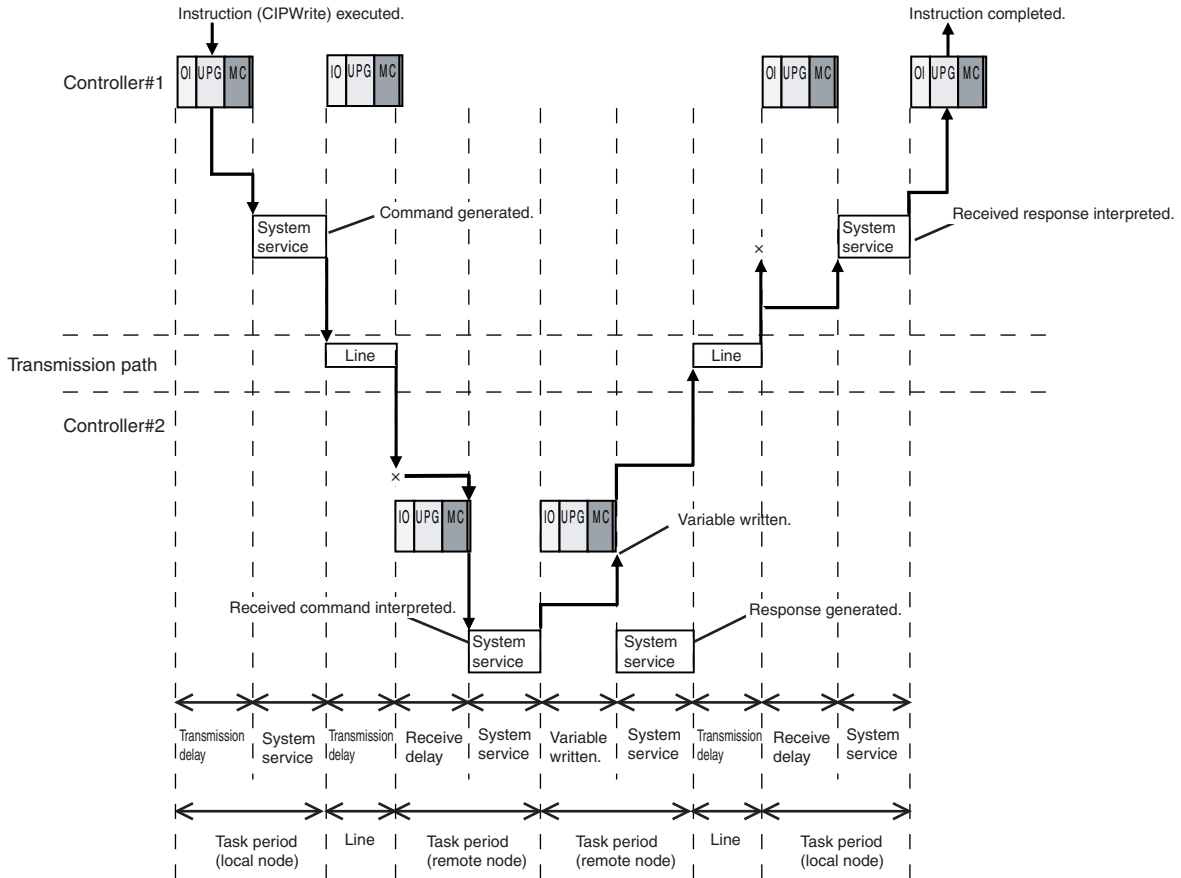 Instruction (CIPWrite) executed.
Instruction completed.
Controller#1
OI UPG MC
IO UPG MC
OI UPG MC
OI UPG MC
Command generated.
System
service
×
System
service
Received response interpreted.
Transmission path
Line
Line
Controller#2
×
IO UPG MC
IO UPG MC
Variable written.
Received command interpreted.
System
service
System
service
Response generated.
Transmission
delay
System
service
Transmission
delay
Receive
delay
System
service
Variable
written.
System
service
Transmission
delay
Receive
delay
System
service
Task period
(local node)
Line
Task period
(remote node)
Task period
(remote node)
Line
Task period
(local node)